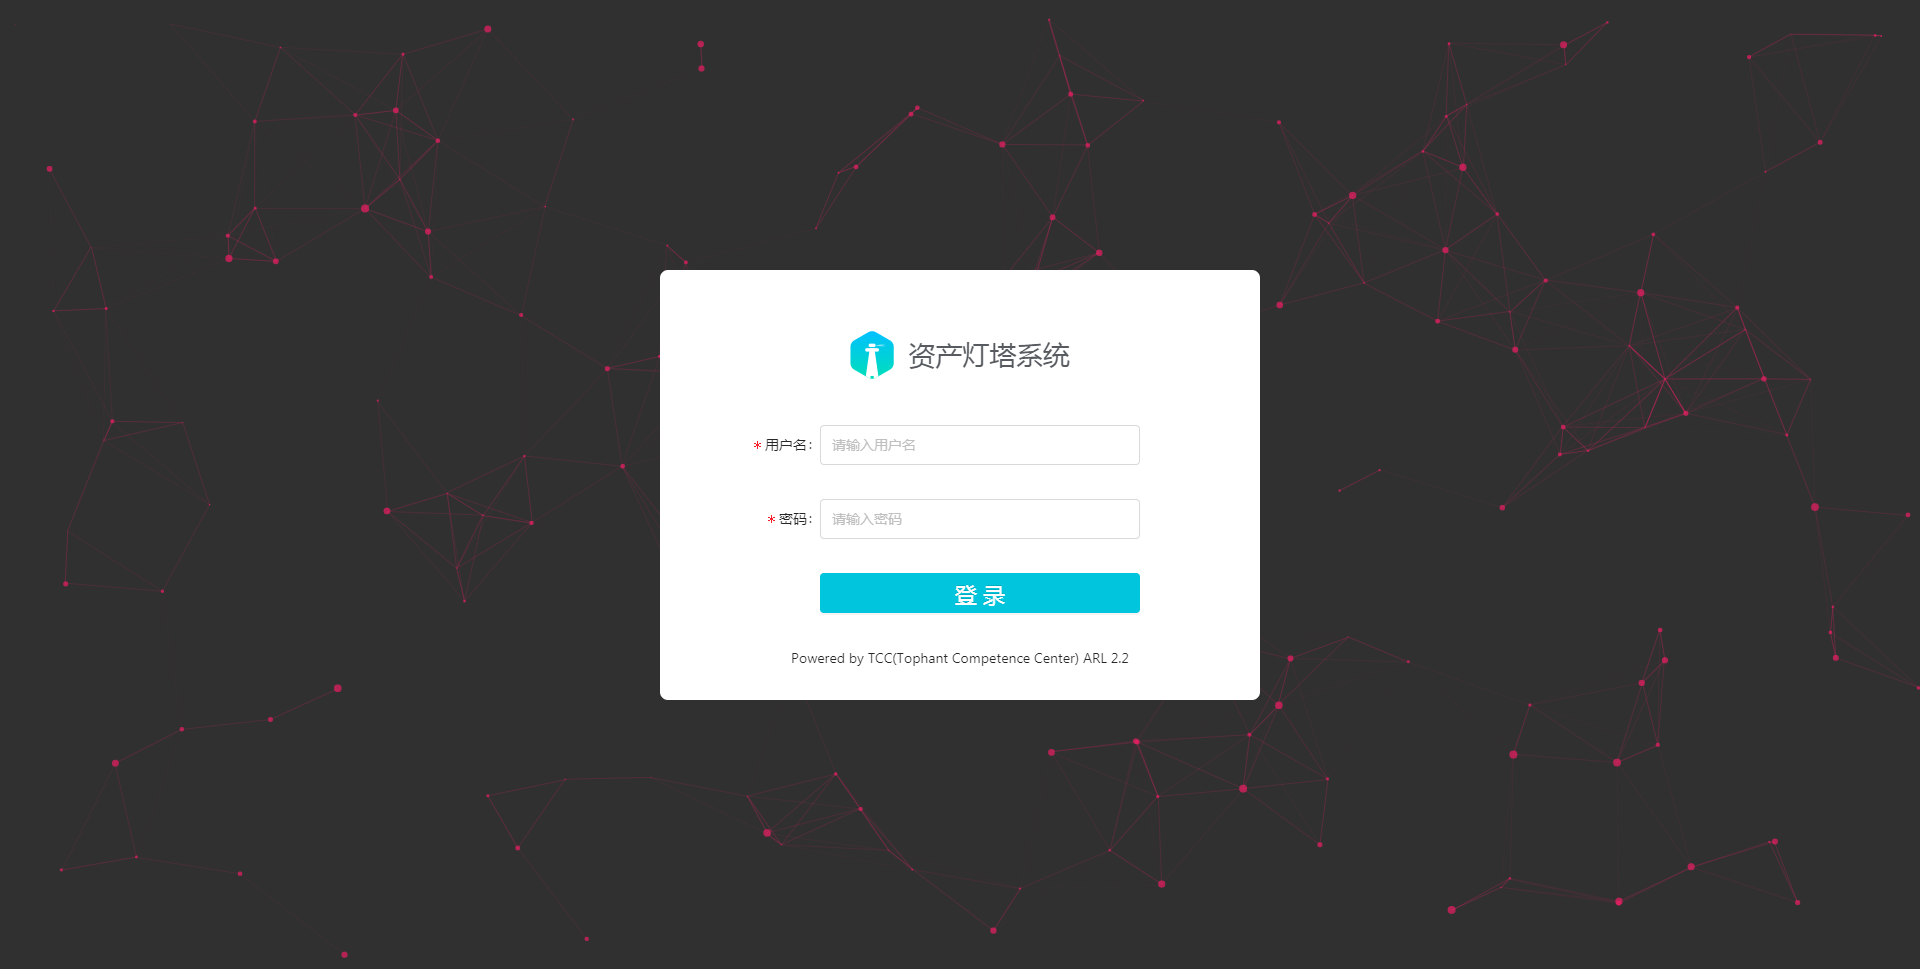 资产灯塔系统
* 用户名:
请输入用户名
* 密码:
请输入密码
登 录
Powered by TCC(Tophant Competence Center) ARL 2.2